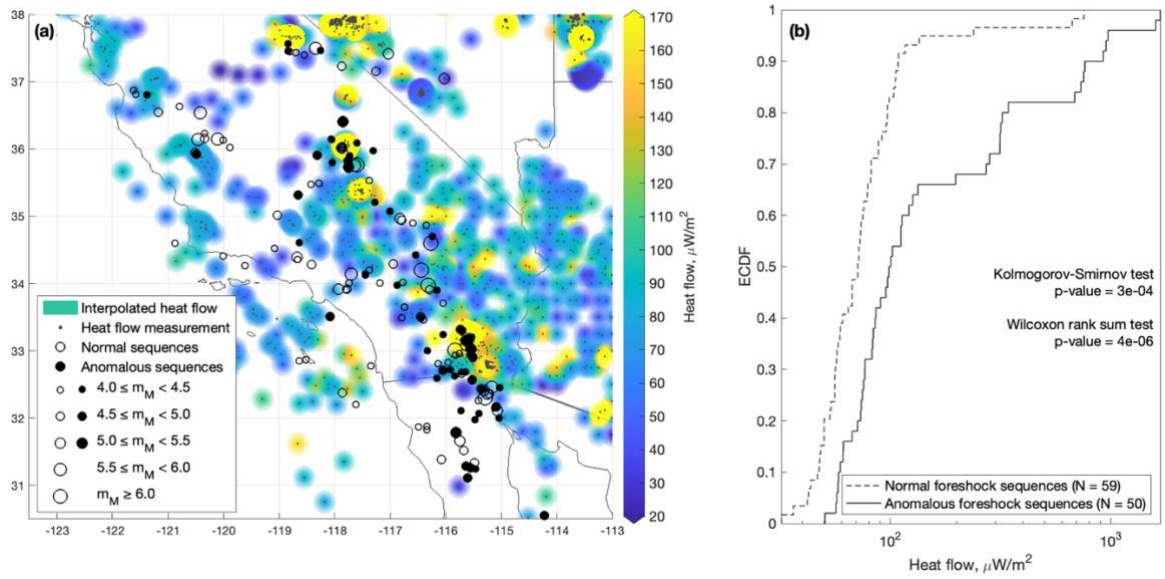 (a)
38
37
36
35
34
33
32
31
-123
-122
-121
-120
-119
-118
-117
-116
-115
-114
-113
Interpolated heat flow
Heat flow measurement
Normal sequences
Anomalous sequences
4.0 ≤ m_M < 4.5
4.5 ≤ m_M < 5.0
5.0 ≤ m_M < 5.5
5.5 ≤ m_M < 6.0
m_M ≥ 6.0
170
160
150
140
130
120
110
100
90
80
70
60
50
40
30
20
Heat flow, μW/m²
(b)
1
0.9
0.8
0.7
0.6
0.5
0.4
0.3
0.2
0.1
0
ECDF
Kolmogorov-Smirnov test
p-value = 3e-04
Wilcoxon rank sum test
p-value = 4e-06
Normal foreshock sequences (N = 59)
Anomalous foreshock sequences (N = 50)
10²
10³
Heat flow, μW/m²